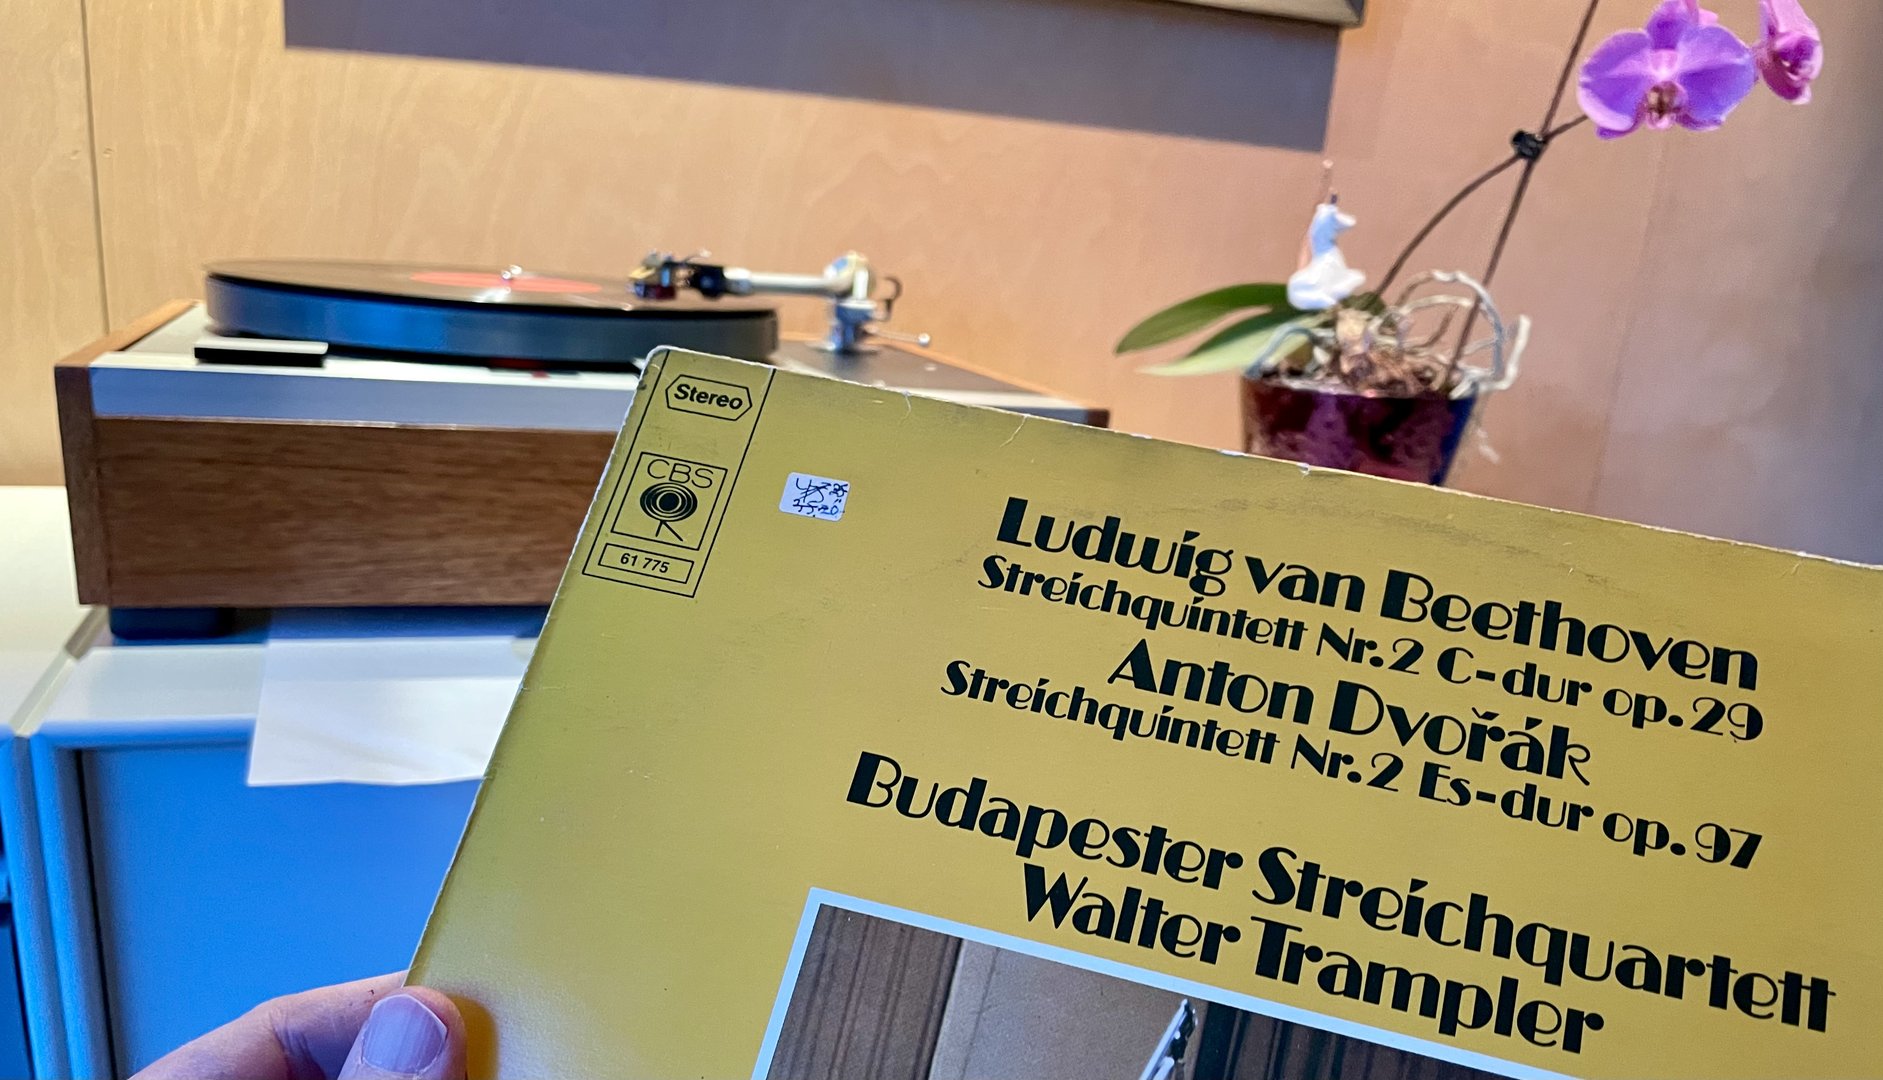 Stereo
CBS
61 775
Ludwig van Beethoven
Streichquintett Nr. 2 C-dur op. 29
Anton Dvořák
Streichquintett Nr. 2 Es-dur op. 97
Budapester Streichquartett
Walter Trampler